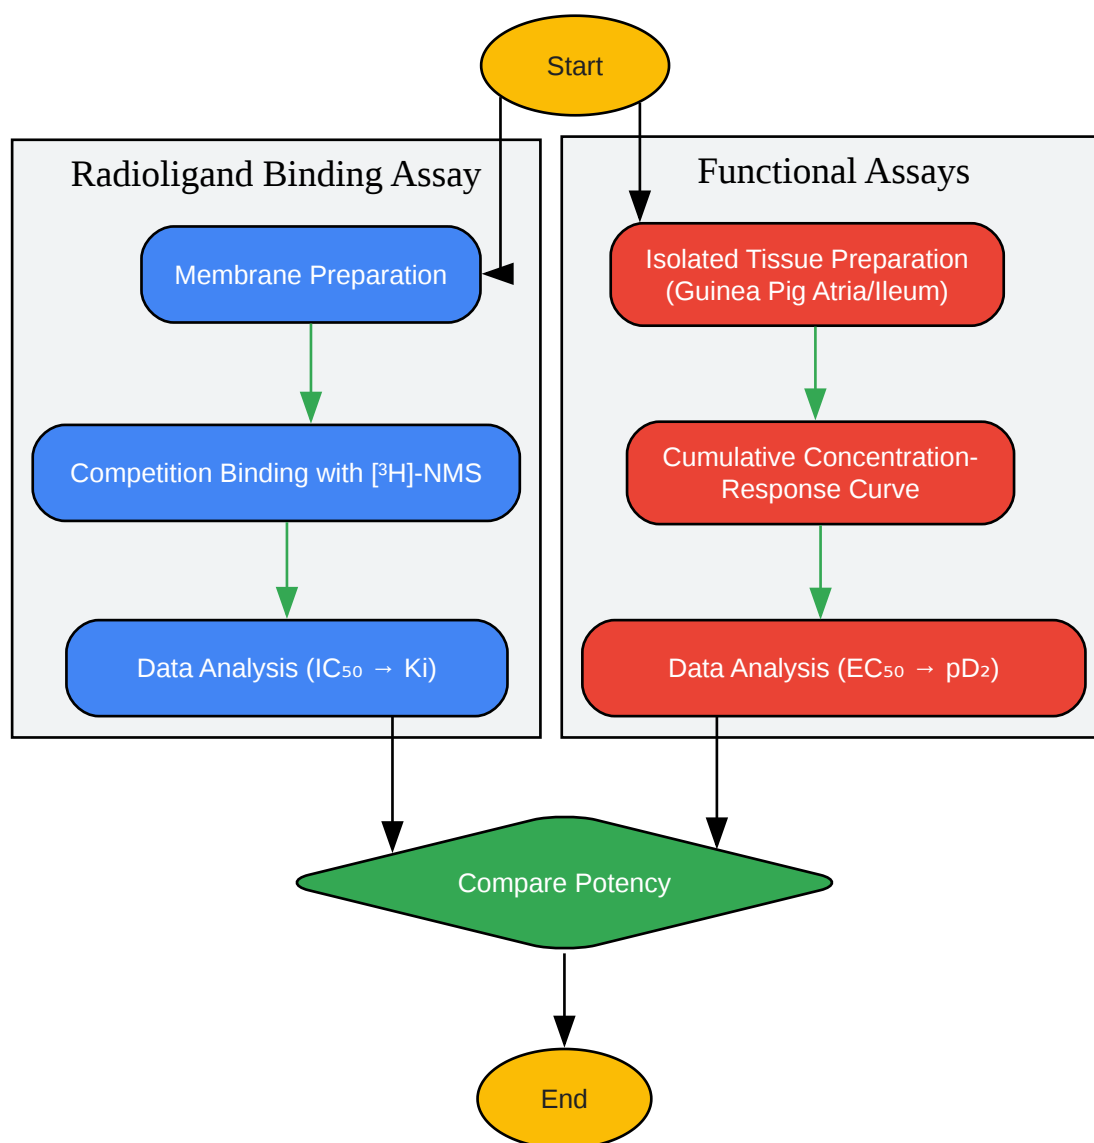 Start
Radioligand Binding Assay
Membrane Preparation
Competition Binding with [³H]-NMS
Data Analysis (IC₅₀ → Ki)
Functional Assays
Isolated Tissue Preparation
(Guinea Pig Atria/Ileum)
Cumulative Concentration-
Response Curve
Data Analysis (EC₅₀ → pD₂)
Compare Potency
End